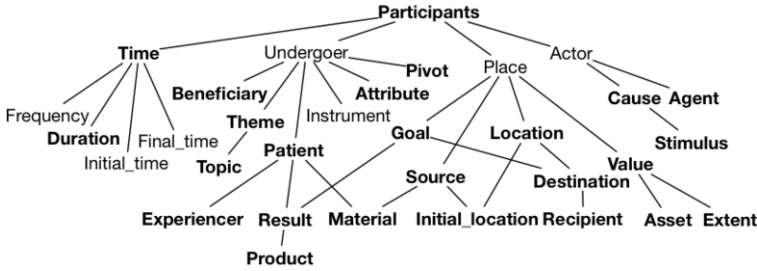 Participants
Time
Undergoer
Actor
Place
Pivot
Beneficiary
Attribute
Cause Agent
Frequency
Instrument
Theme
Duration
Final_time
Goal
Location
Stimulus
Initial_time
Topic
Patient
Value
Source
Destination
Experiencer Result Material Initial_location Recipient Asset Extent
Product